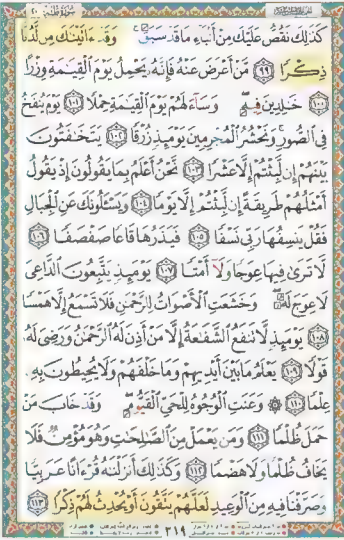 كَذَٰلِكَ نَقُصُّ عَلَيْكَ مِنْ أَنۢبَآءِ مَا قَدْ سَبَقَ ۚ وَقَدْ ءَاتَيْنَٰكَ مِن لَّدُنَّا
ذِكْرًا ﴿٩٩﴾ مَّنْ أَعْرَضَ عَنْهُ فَإِنَّهُۥ يَحْمِلُ يَوْمَ ٱلْقِيَٰمَةِ وِزْرًا
﴿١٠٠﴾ خَٰلِدِينَ فِيهِ ۖ وَسَآءَ لَهُمْ يَوْمَ ٱلْقِيَٰمَةِ حِمْلًا ﴿١٠١﴾ يَوْمَ يُنفَخُ
فِى ٱلصُّورِ ۚ وَنَحْشُرُ ٱلْمُجْرِمِينَ يَوْمَئِذٍ زُرْقًا ﴿١٠٢﴾ يَتَخَٰفَتُونَ
بَيْنَهُمْ إِن لَّبِثْتُمْ إِلَّا عَشْرًا ﴿١٠٣﴾ نَّحْنُ أَعْلَمُ بِمَا يَقُولُونَ إِذْ يَقُولُ
أَمْثَلُهُمْ طَرِيقَةً إِن لَّبِثْتُمْ إِلَّا يَوْمًا ﴿١٠٤﴾ وَيَسْـَٔلُونَكَ عَنِ ٱلْجِبَالِ
فَقُلْ يَنسِفُهَا رَبِّى نَسْفًا ﴿١٠٥﴾ فَيَذَرُهَا قَاعًا صَفْصَفًا ﴿١٠٦﴾
لَّا تَرَىٰ فِيهَا عِوَجًا وَلَآ أَمْتًا ﴿١٠٧﴾ يَوْمَئِذٍ يَتَّبِعُونَ ٱلدَّاعِىَ
لَا عِوَجَ لَهُۥ ۖ وَخَشَعَتِ ٱلْأَصْوَاتُ لِلرَّحْمَٰنِ فَلَا تَسْمَعُ إِلَّا هَمْسًا
﴿١٠٨﴾ يَوْمَئِذٍ لَّا تَنفَعُ ٱلشَّفَٰعَةُ إِلَّا مَنْ أَذِنَ لَهُ ٱلرَّحْمَٰنُ وَرَضِىَ لَهُۥ
قَوْلًا ﴿١٠٩﴾ يَعْلَمُ مَا بَيْنَ أَيْدِيهِمْ وَمَا خَلْفَهُمْ وَلَا يُحِيطُونَ بِهِۦ
عِلْمًا ﴿١١٠﴾ ۞ وَعَنَتِ ٱلْوُجُوهُ لِلْحَىِّ ٱلْقَيُّومِ ۖ وَقَدْ خَابَ مَنْ
حَمَلَ ظُلْمًا ﴿١١١﴾ وَمَن يَعْمَلْ مِنَ ٱلصَّٰلِحَٰتِ وَهُوَ مُؤْمِنٌ فَلَا
يَخَافُ ظُلْمًا وَلَا هَضْمًا ﴿١١٢﴾ وَكَذَٰلِكَ أَنزَلْنَٰهُ قُرْءَانًا عَرَبِيًّا
وَصَرَّفْنَا فِيهِ مِنَ ٱلْوَعِيدِ لَعَلَّهُمْ يَتَّقُونَ أَوْ يُحْدِثُ لَهُمْ ذِكْرًا ﴿١١٣﴾
٣١٩